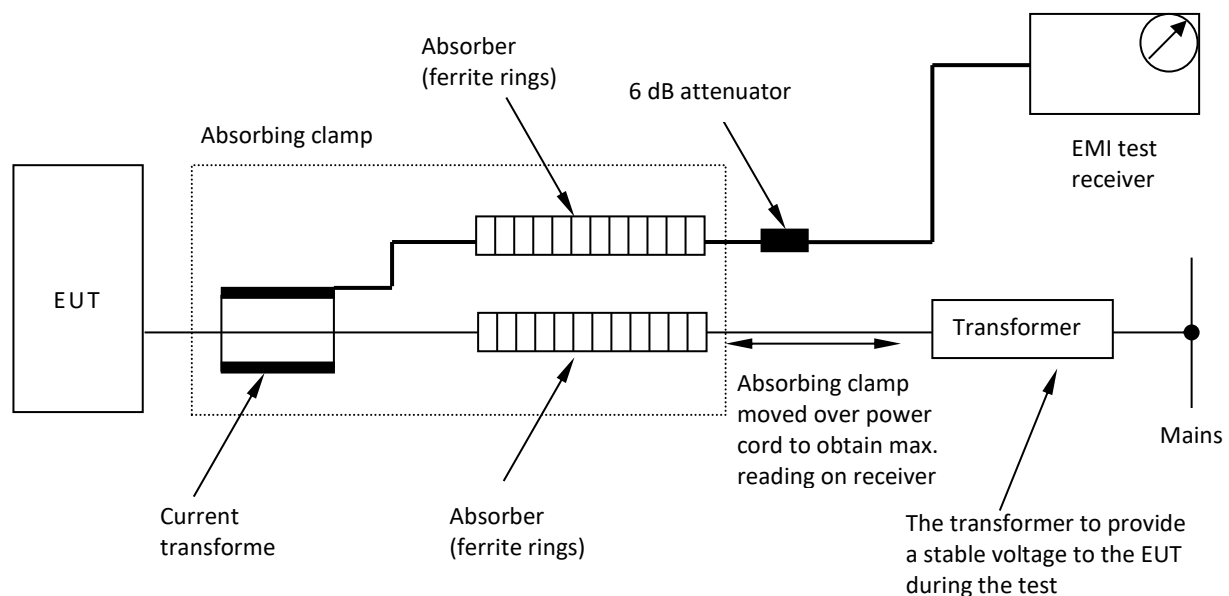 Absorber
(ferrite rings)
6 dB attenuator
Absorbing clamp
EMI test
receiver
EUT
Transformer
Absorbing clamp
moved over power
cord to obtain max.
reading on receiver
Mains
Current
transforme
Absorber
(ferrite rings)
The transformer to provide
a stable voltage to the EUT
during the test